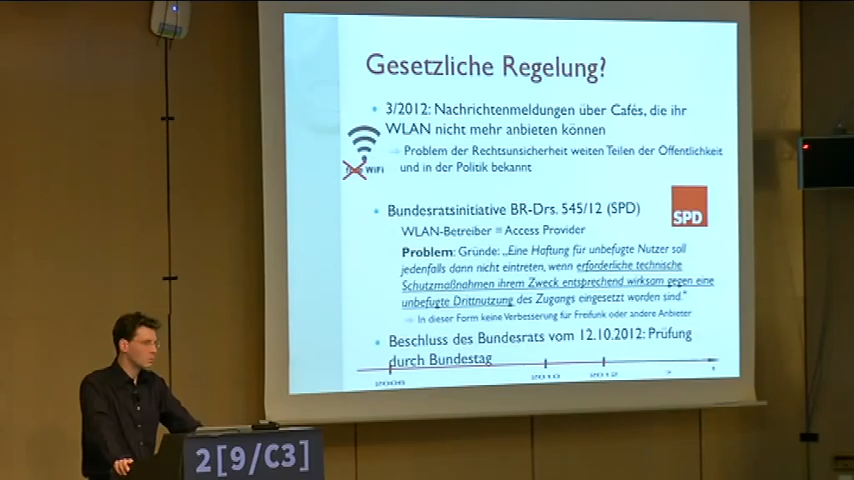 Gesetzliche Regelung?
• 3/2012: Nachrichtenmeldungen über Cafés, die ihr
WLAN nicht mehr anbieten können
→ Problem der Rechtsunsicherheit weiten Teilen der Öffentlichkeit
und in der Politik bekannt
free WiFi
• Bundesratsinitiative BR-Drs. 545/12 (SPD)
SPD
WLAN-Betreiber = Access Provider
Problem: Gründe: „Eine Haftung für unbefugte Nutzer soll
jedenfalls dann nicht eintreten, wenn erforderliche technische
Schutzmaßnahmen ihrem Zweck entsprechend wirksam gegen eine
unbefugte Drittnutzung des Zugangs eingesetzt worden sind."
→ In dieser Form keine Verbesserung für Freifunk oder andere Anbieter
• Beschluss des Bundesrats vom 12.10.2012: Prüfung
durch Bundestag
2006 2010 2012
2[9/C3]